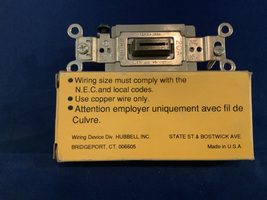 ● Wiring size must comply with the
N.E.C. and local codes.
● Use copper wire only.
● Attention employer uniquement avec fil de
Cuivre.
Wiring Device Div. HUBBELL INC. STATE ST & BOSTWICK AVE.
BRIDGEPORT, CT. 006605 Made in U.S.A.